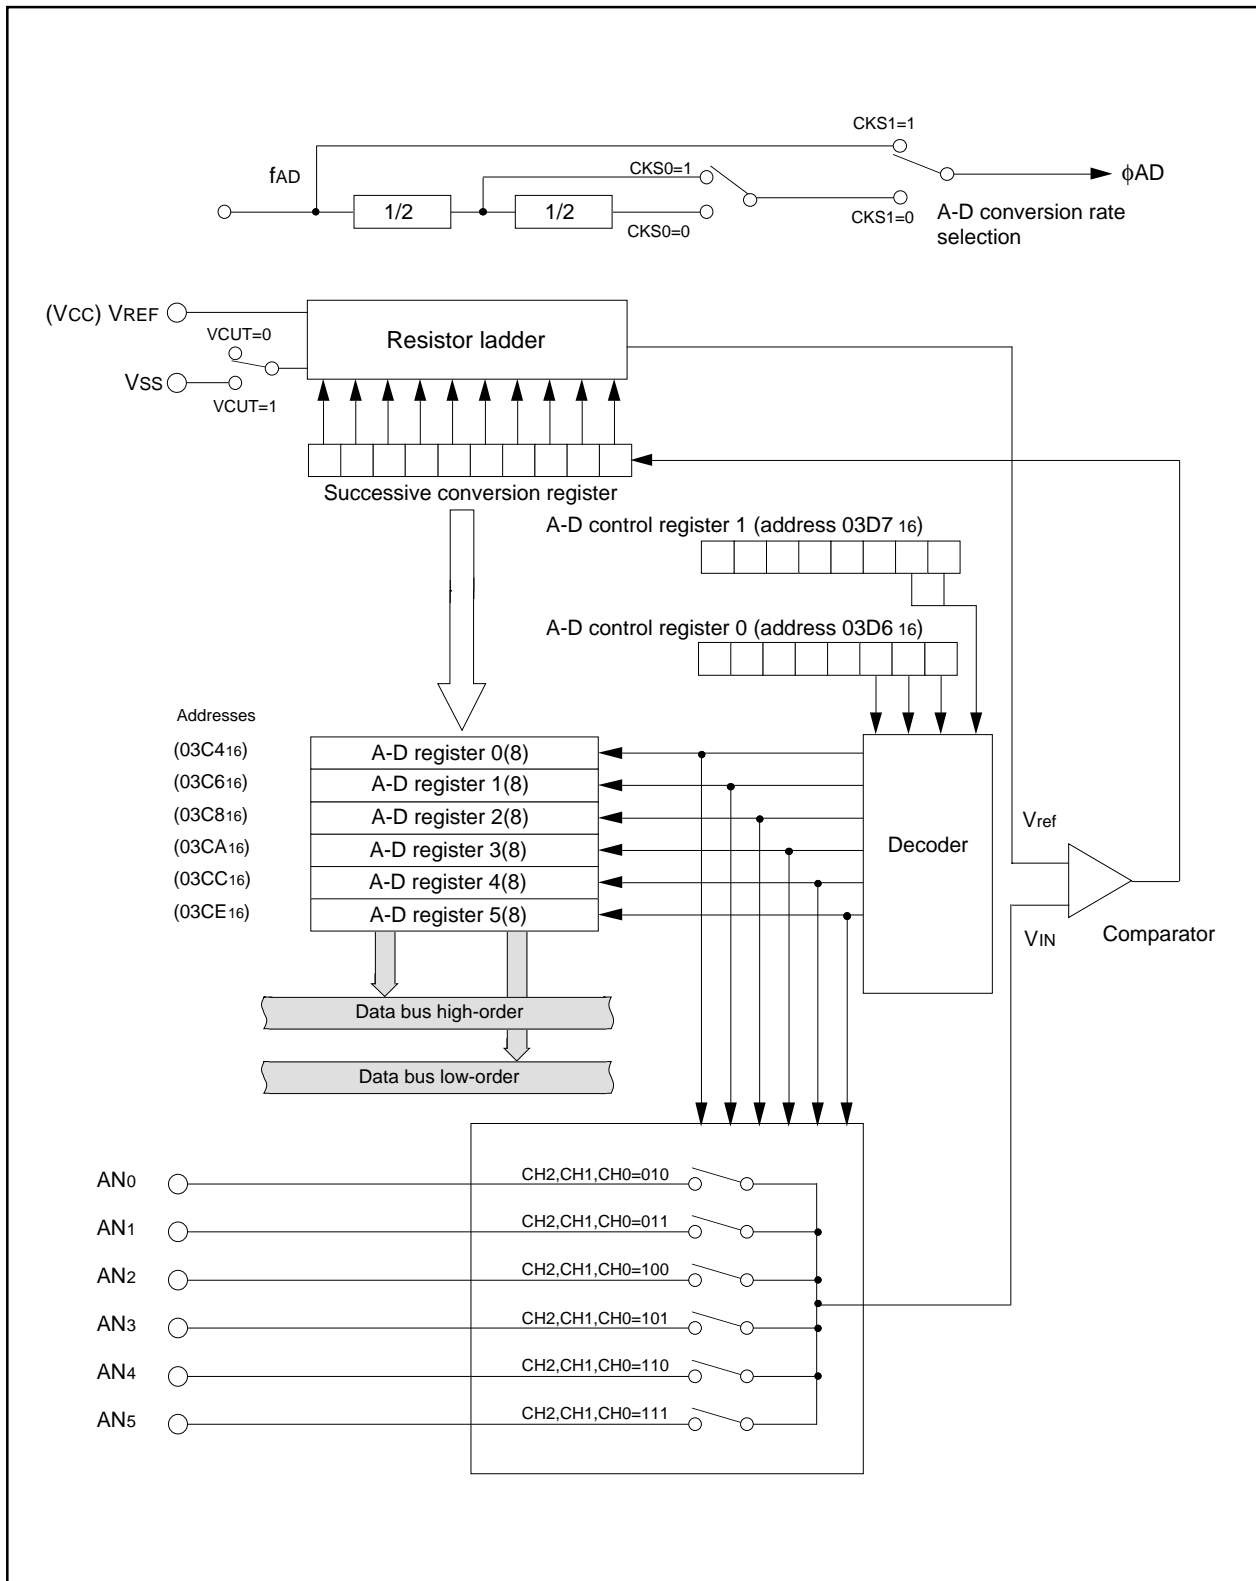 CKS1=1
fAD
CKS0=1
1/2
1/2
CKS0=0
CKS1=0
ϕAD
A-D conversion rate
selection
(VCC) VREF
VCUT=0
Resistor ladder
VSS
VCUT=1
Successive conversion register
A-D control register 1 (address 03D7 16)
A-D control register 0 (address 03D6 16)
Addresses
(03C416)
A-D register 0(8)
(03C616)
A-D register 1(8)
(03C816)
A-D register 2(8)
(03CA16)
A-D register 3(8)
(03CC16)
A-D register 4(8)
(03CE16)
A-D register 5(8)
Decoder
Vref
VIN
Comparator
Data bus high-order
Data bus low-order
AN0
CH2,CH1,CH0=010
AN1
CH2,CH1,CH0=011
AN2
CH2,CH1,CH0=100
AN3
CH2,CH1,CH0=101
AN4
CH2,CH1,CH0=110
AN5
CH2,CH1,CH0=111